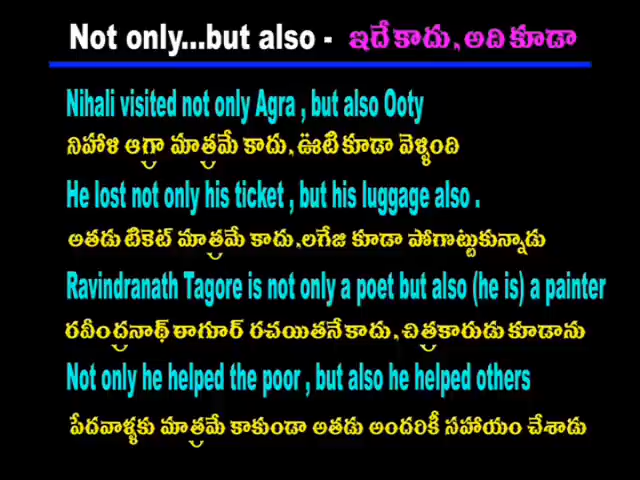 Not only...but also - ఇదేకాదు, అది కూడా
Nihali visited not only Agra , but also Ooty
నిహాళి ఆగ్రా మాత్రమే కాదు, ఊటీ కూడా వెళ్ళింది
He lost not only his ticket , but his luggage also .
అతడు టికెట్ మాత్రమే కాదు, లగేజి కూడా పోగొట్టుకున్నాడు
Ravindranath Tagore is not only a poet but also (he is) a painter
రవీంద్రనాథ్ ఠాగూర్ రచయితనేకాదు, చిత్రకారుడు కూడాను
Not only he helped the poor , but also he helped others
పేదవాళ్ళకు మాత్రమే కాకుండా అతడు అందరికీ సహాయం చేశాడు